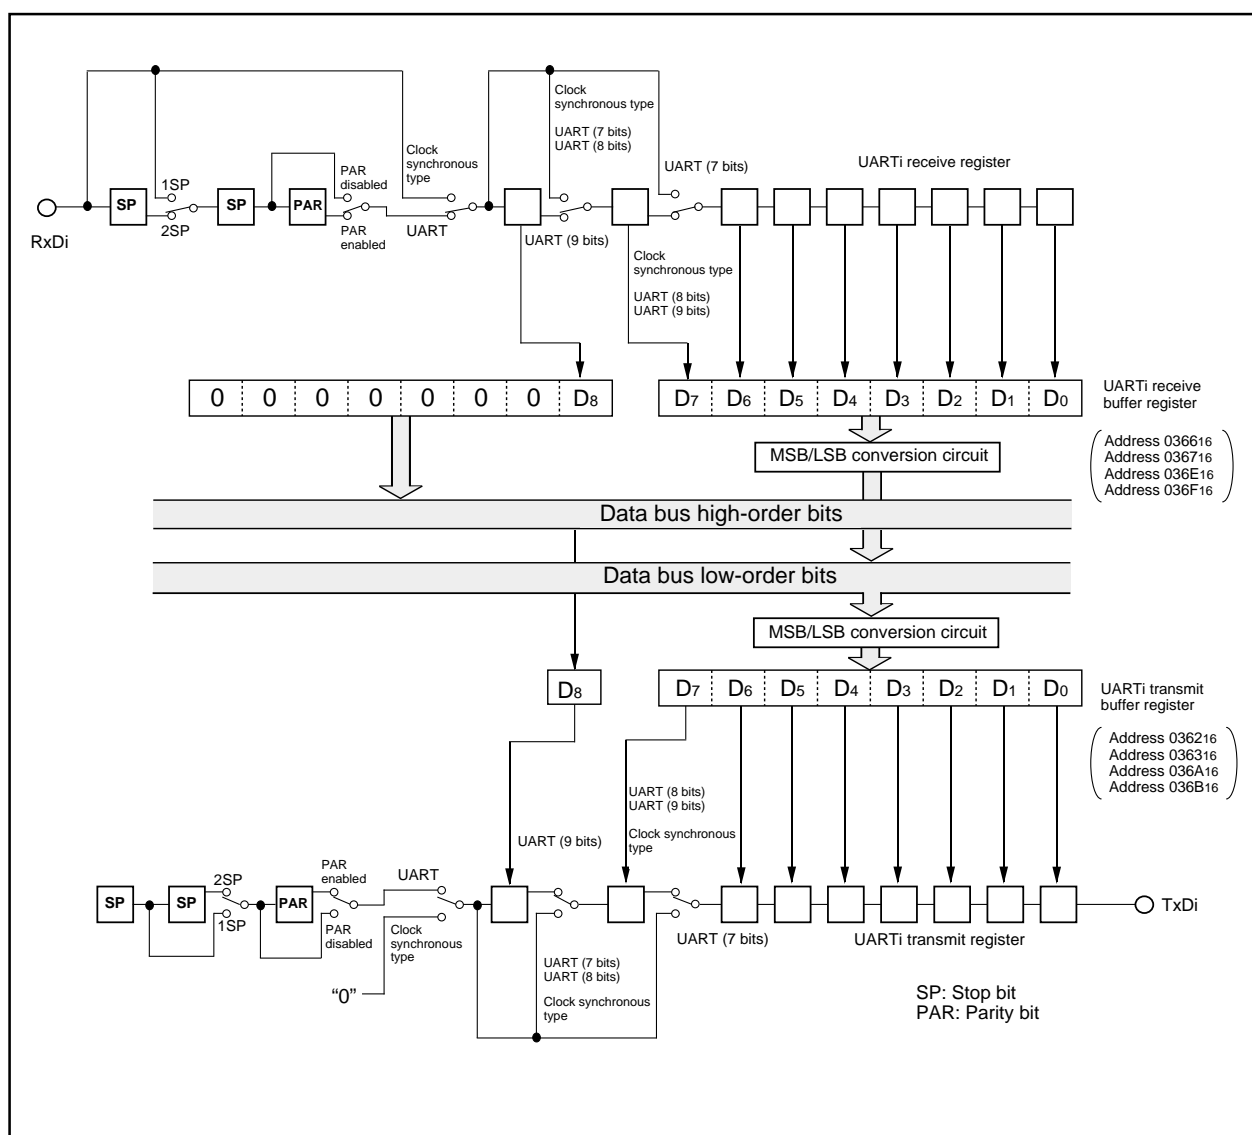 Clock
synchronous type
UART (7 bits)
UART (8 bits)
PAR
disabled
Clock
synchronous
type
UART (7 bits)
UARTi receive register
1SP
SP
SP
PAR
2SP
PAR
enabled
UART
RxDi
UART (9 bits)
Clock
synchronous type
UART (8 bits)
UART (9 bits)
0 0 0 0 0 0 0 D8
D7 D6 D5 D4 D3 D2 D1 D0
UARTi receive
buffer register
MSB/LSB conversion circuit
Address 036616
Address 036716
Address 036E16
Address 036F16
Data bus high-order bits
Data bus low-order bits
MSB/LSB conversion circuit
D8
D7 D6 D5 D4 D3 D2 D1 D0
UARTi transmit
buffer register
Address 036216
Address 036316
Address 036A16
Address 036B16
UART (8 bits)
UART (9 bits)
UART (9 bits)
Clock synchronous
type
PAR
enabled
UART
2SP
SP
SP
PAR
1SP
PAR
disabled
Clock
synchronous
type
TxDi
UART (7 bits)
UARTi transmit register
UART (7 bits)
UART (8 bits)
Clock synchronous
type
“0”
SP: Stop bit
PAR: Parity bit